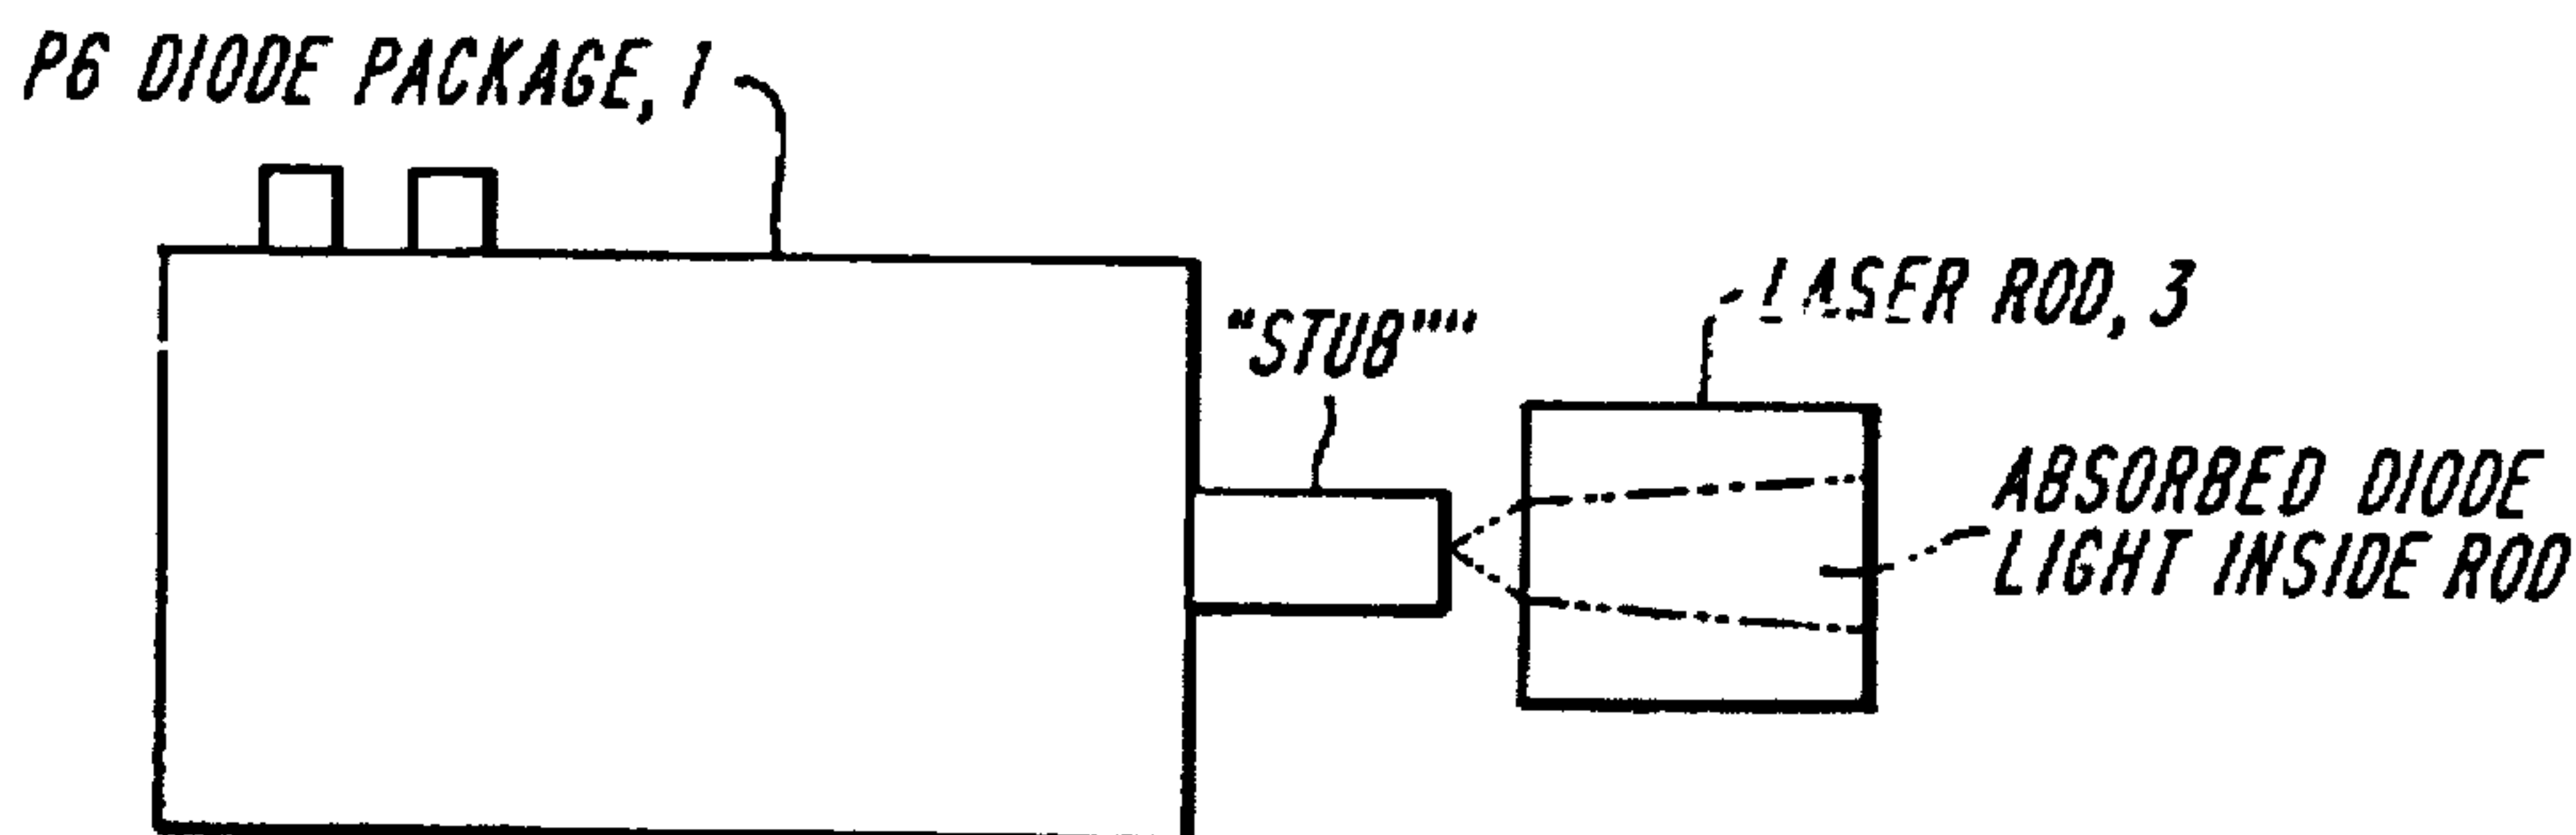 P6 DIODE PACKAGE, 1
"STUB""
LASER ROD, 3
ABSORBED DIODE
LIGHT INSIDE ROD